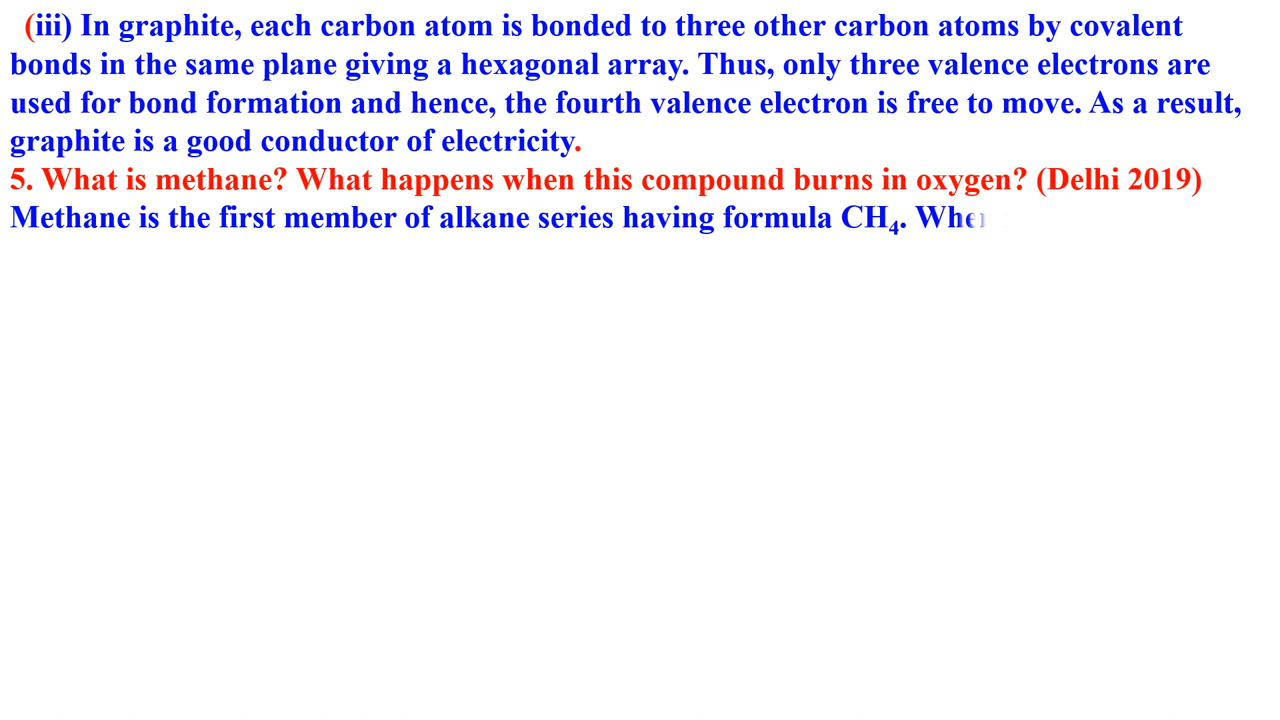 (iii) In graphite, each carbon atom is bonded to three other carbon atoms by covalent
bonds in the same plane giving a hexagonal array. Thus, only three valence electrons are
used for bond formation and hence, the fourth valence electron is free to move. As a result,
graphite is a good conductor of electricity.
5. What is methane? What happens when this compound burns in oxygen? (Delhi 2019)
Methane is the first member of alkane series having formula CH₄.